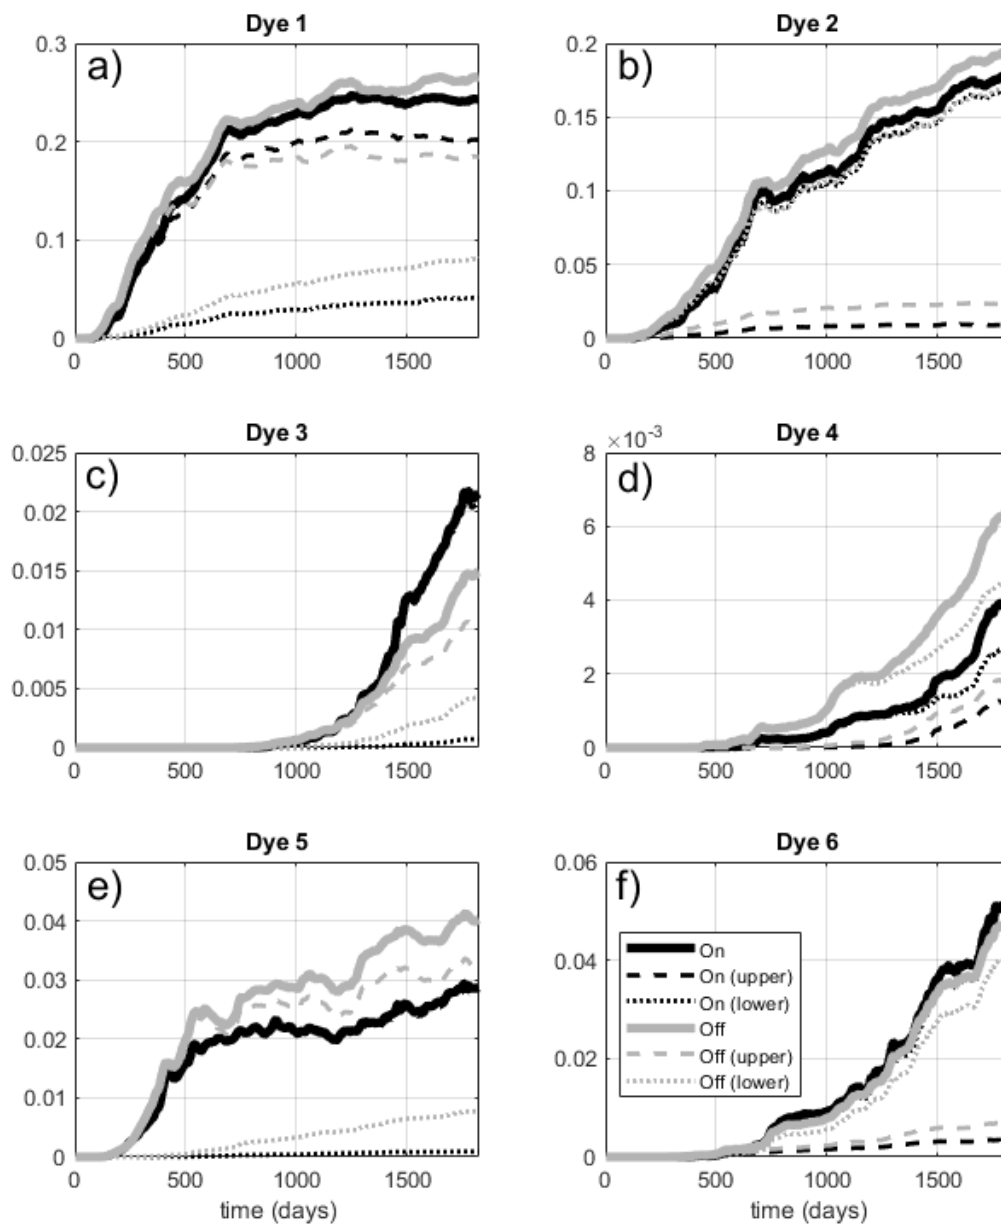 Dye 1
Dye 2
a)
b)
0.3
0.2
0.1
0
0.2
0.15
0.1
0.05
0
0 500 1000 1500
0 500 1000 1500
Dye 3
Dye 4
×10-3
c)
d)
0.025
0.02
0.015
0.01
0.005
0
8
6
4
2
0
0 500 1000 1500
0 500 1000 1500
Dye 5
Dye 6
e)
f)
0.05
0.04
0.03
0.02
0.01
0
0.06
0.04
0.02
0
On
On (upper)
On (lower)
Off
Off (upper)
Off (lower)
0 500 1000 1500
0 500 1000 1500
time (days)
time (days)